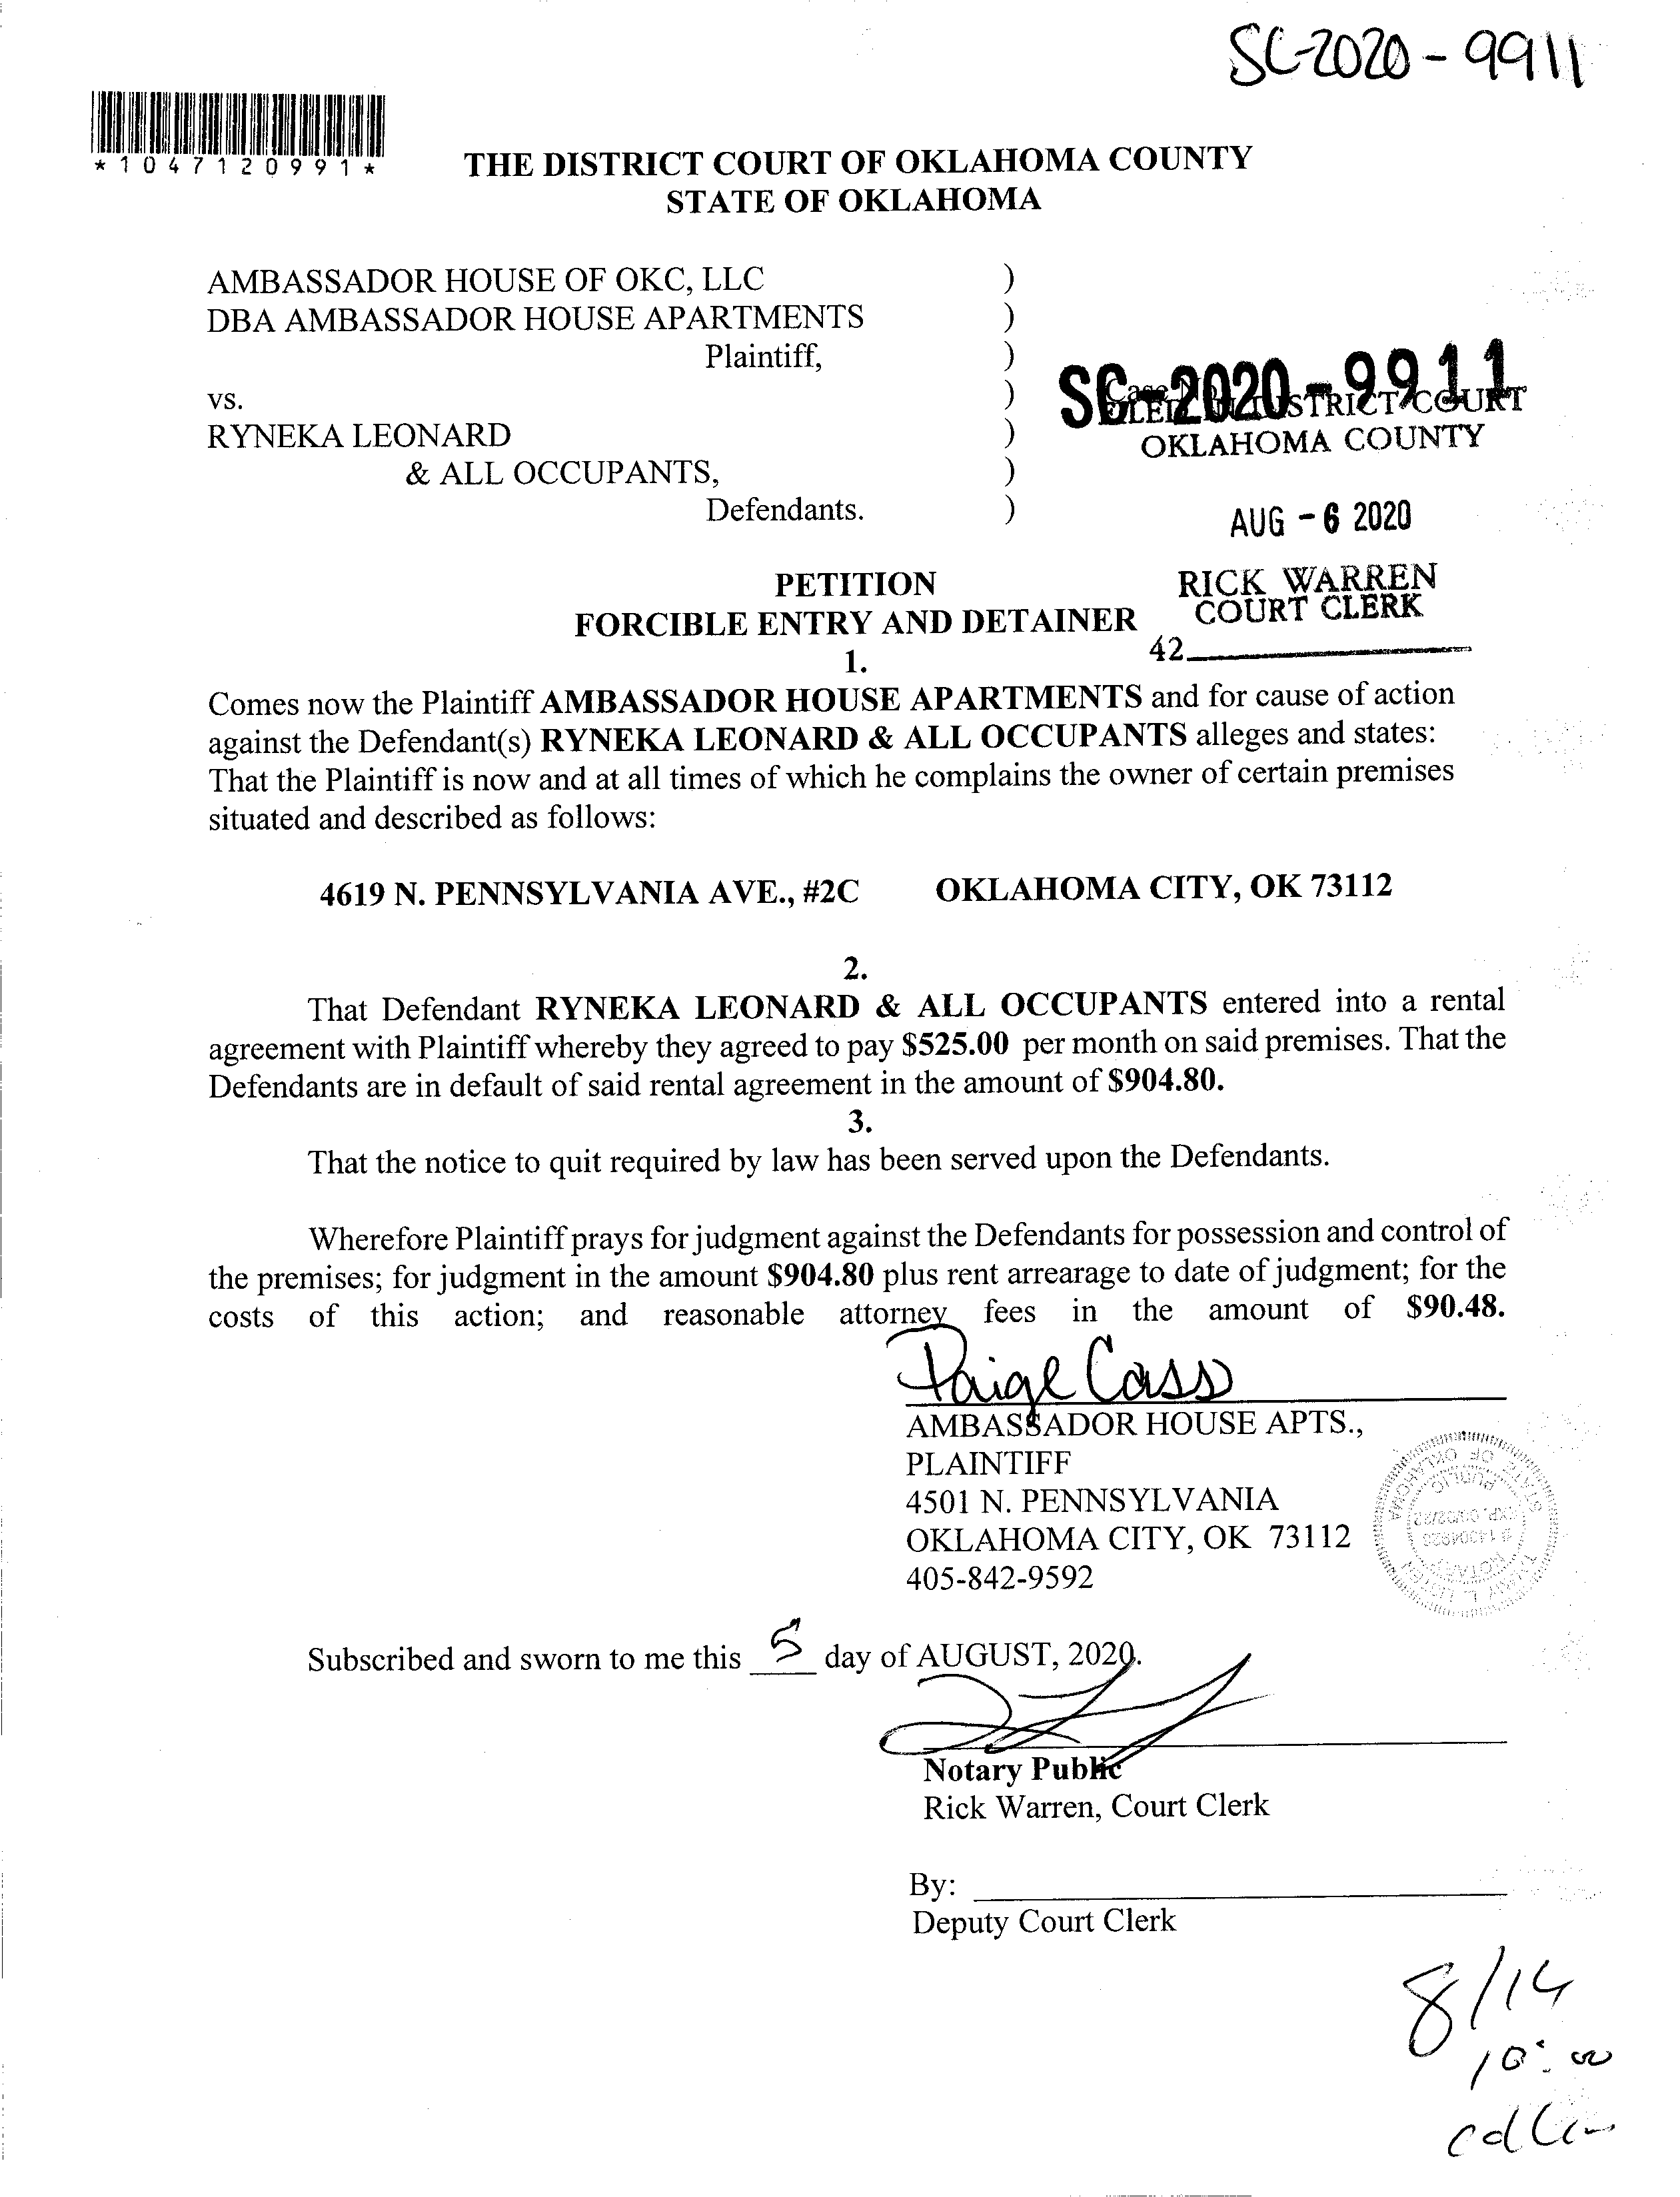 SC-2020-9911
*1047120991*
THE DISTRICT COURT OF OKLAHOMA COUNTY
STATE OF OKLAHOMA
AMBASSADOR HOUSE OF OKC, LLC )
DBA AMBASSADOR HOUSE APARTMENTS )
Plaintiff, )
vs. )
RYNEKA LEONARD )
& ALL OCCUPANTS, )
Defendants. )
SC-2020-9911
FILED IN DISTRICT COURT
OKLAHOMA COUNTY
AUG -6 2020
RICK WARREN
COURT CLERK
42
PETITION
FORCIBLE ENTRY AND DETAINER
1.
Comes now the Plaintiff AMBASSADOR HOUSE APARTMENTS and for cause of action
against the Defendant(s) RYNEKA LEONARD & ALL OCCUPANTS alleges and states:
That the Plaintiff is now and at all times of which he complains the owner of certain premises
situated and described as follows:
4619 N. PENNSYLVANIA AVE., #2C OKLAHOMA CITY, OK 73112
2.
That Defendant RYNEKA LEONARD & ALL OCCUPANTS entered into a rental
agreement with Plaintiff whereby they agreed to pay $525.00 per month on said premises. That the
Defendants are in default of said rental agreement in the amount of $904.80.
3.
That the notice to quit required by law has been served upon the Defendants.
Wherefore Plaintiff prays for judgment against the Defendants for possession and control of
the premises; for judgment in the amount $904.80 plus rent arrearage to date of judgment; for the
costs of this action; and reasonable attorney fees in the amount of $90.48.
Paige Cass
AMBASSADOR HOUSE APTS.,
PLAINTIFF
4501 N. PENNSYLVANIA
OKLAHOMA CITY, OK 73112
405-842-9592
Subscribed and sworn to me this 5 day of AUGUST, 2020.
Notary Public
Rick Warren, Court Clerk
By:
Deputy Court Clerk
8/14
10:00